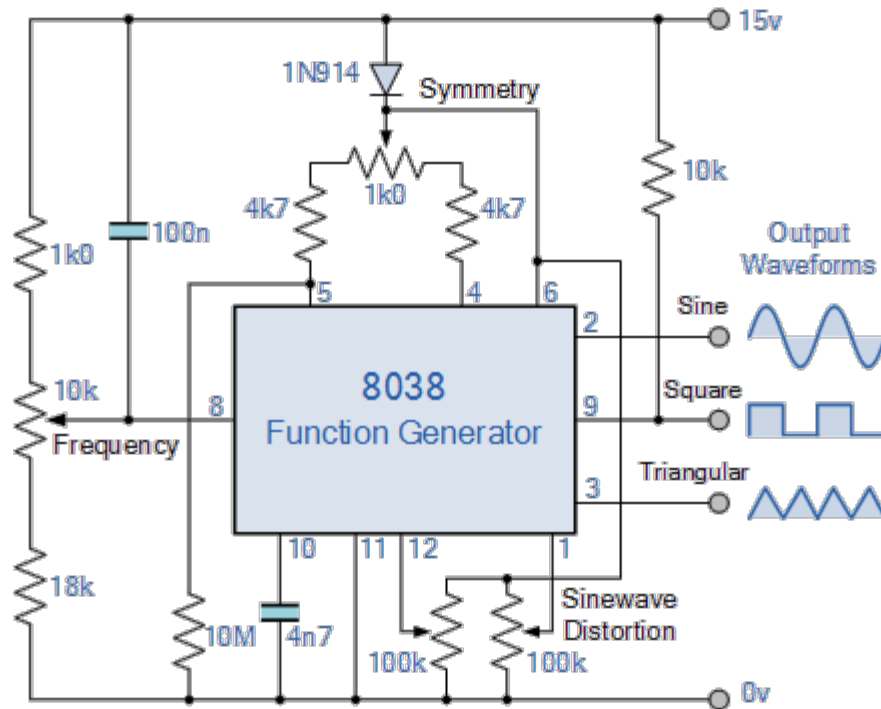 15v
1N914
Symmetry
1k0
4k7
4k7
10k
100n
1k0
Output
Waveforms
5
4
6
Sine
2
8038
Function Generator
10k
8
Frequency
Square
9
Triangular
3
10
11
12
1
18k
10M
4n7
100k
100k
Sinewave
Distortion
0v